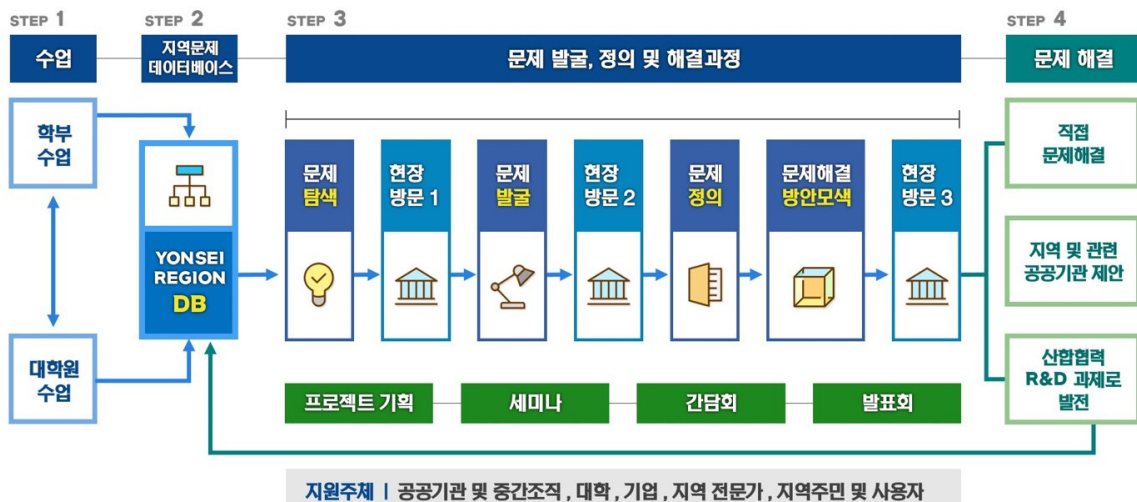 STEP 1
STEP 2
STEP 3
STEP 4
수업
지역문제
데이터베이스
문제 발굴, 정의 및 해결과정
문제 해결
학부
수업
대학원
수업
YONSEI
REGION
DB
문제
탐색
현장
방문 1
문제
발굴
현장
방문 2
문제
정의
문제해결
방안모색
현장
방문 3
직접
문제해결
지역 및 관련
공공기관 제안
산합협력
R&D 과제로
발전
프로젝트 기획
세미나
간담회
발표회
지원주체 | 공공기관 및 중간조직 , 대학 , 기업 , 지역 전문가 , 지역주민 및 사용자